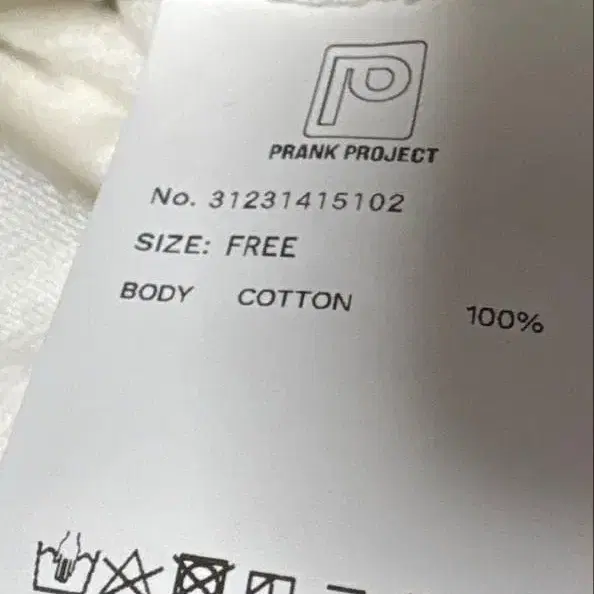 PRANK PROJECT
No. 31231415102
SIZE: FREE
BODY COTTON 100%